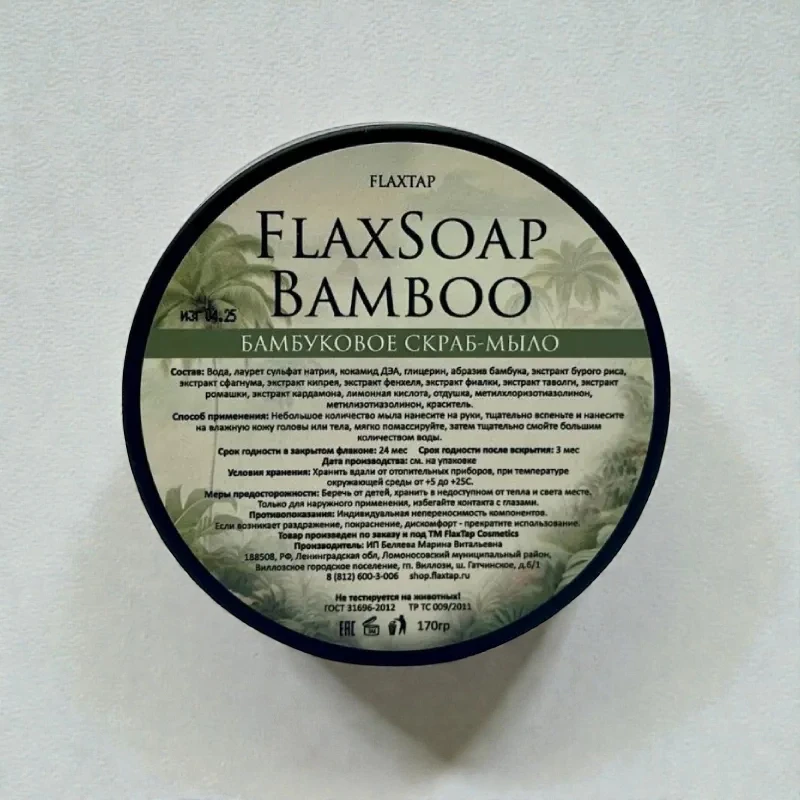 FLAXTAP
FLAXSOAP
BAMBOO
ИЗГ 04.25
БАМБУКОВОЕ СКРАБ-МЫЛО
Состав: Вода, лаурет сульфат натрия, кокамид ДЭА, глицерин, абразив бамбука, экстракт бурого риса,
экстракт сфагнума, экстракт кипрея, экстракт фенхеля, экстракт фиалки, экстракт таволги, экстракт
ромашки, экстракт кардамона, лимонная кислота, отдушка, метилхлоризотиазолинон,
метилизотиазолинон, краситель.
Способ применения: Небольшое количество мыла нанесите на руки, тщательно вспеньте и нанесите
на влажную кожу головы или тела, мягко помассируйте, затем тщательно смойте большим
количеством воды.
Срок годности в закрытом флаконе: 24 мес Срок годности после вскрытия: 3 мес
Дата производства: см. на упаковке
Условия хранения: Хранить вдали от отопительных приборов, при температуре
окружающей среды от +5 до +25С.
Меры предосторожности: Беречь от детей, хранить в недоступном от тепла и света месте.
Только для наружного применения, избегайте контакта с глазами.
Противопоказания: Индивидуальная непереносимость компонентов.
Если возникает раздражение, покраснение, дискомфорт - прекратите использование.
Товар произведен по заказу и под ТМ FlaxTap Cosmetics
Производитель: ИП Беляева Марина Витальевна
188508, РФ, Ленинградская обл, Ломоносовский муниципальный район,
Виллозское городское поселение, гп. Виллози, ш. Гатчинское, д.6/1
8 (812) 600-3-006 shop.flaxtap.ru
Не тестируется на животных!
ГОСТ 31696-2012 ТР ТС 009/2011
ЕАС 170гр